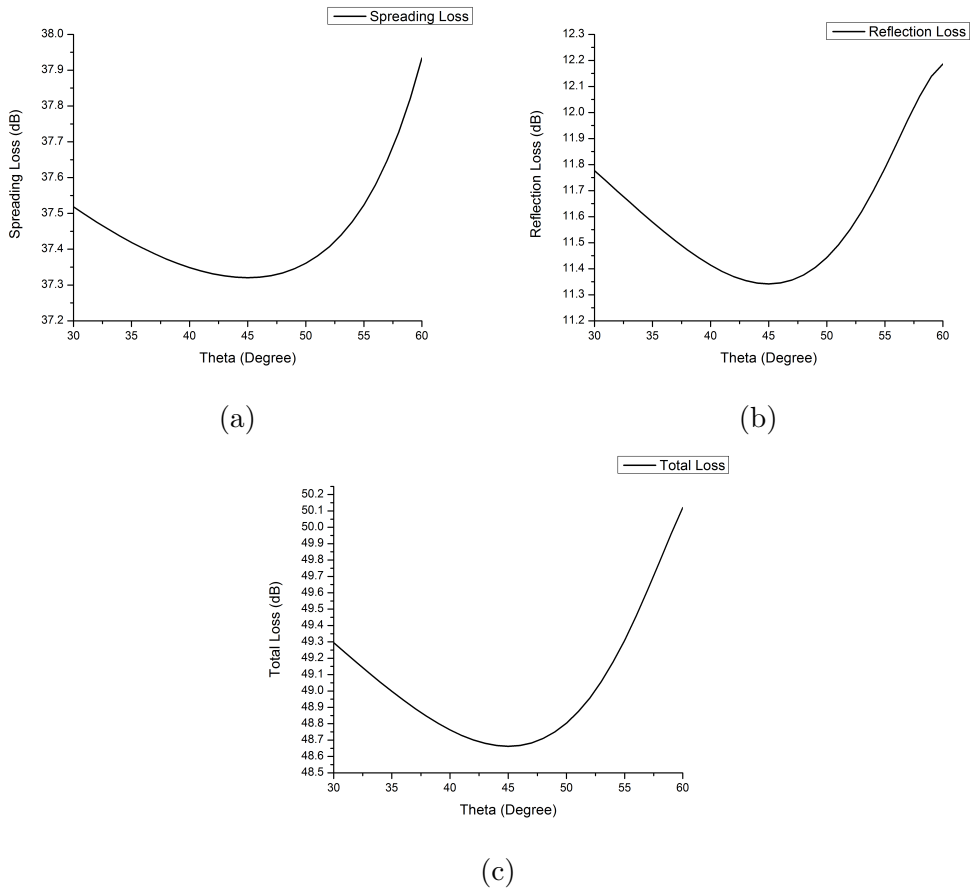 Spreading Loss
38.0
37.9
37.8
37.7
37.6
37.5
37.4
37.3
37.2
Spreading Loss (dB)
30 35 40 45 50 55 60
Theta (Degree)
(a)
Reflection Loss
12.3
12.2
12.1
12.0
11.9
11.8
11.7
11.6
11.5
11.4
11.3
11.2
Reflection Loss (dB)
30 35 40 45 50 55 60
Theta (Degree)
(b)
Total Loss
50.2
50.1
50.0
49.9
49.8
49.7
49.6
49.5
49.4
49.3
49.2
49.1
49.0
48.9
48.8
48.7
48.6
48.5
Total Loss (dB)
30 35 40 45 50 55 60
Theta (Degree)
(c)